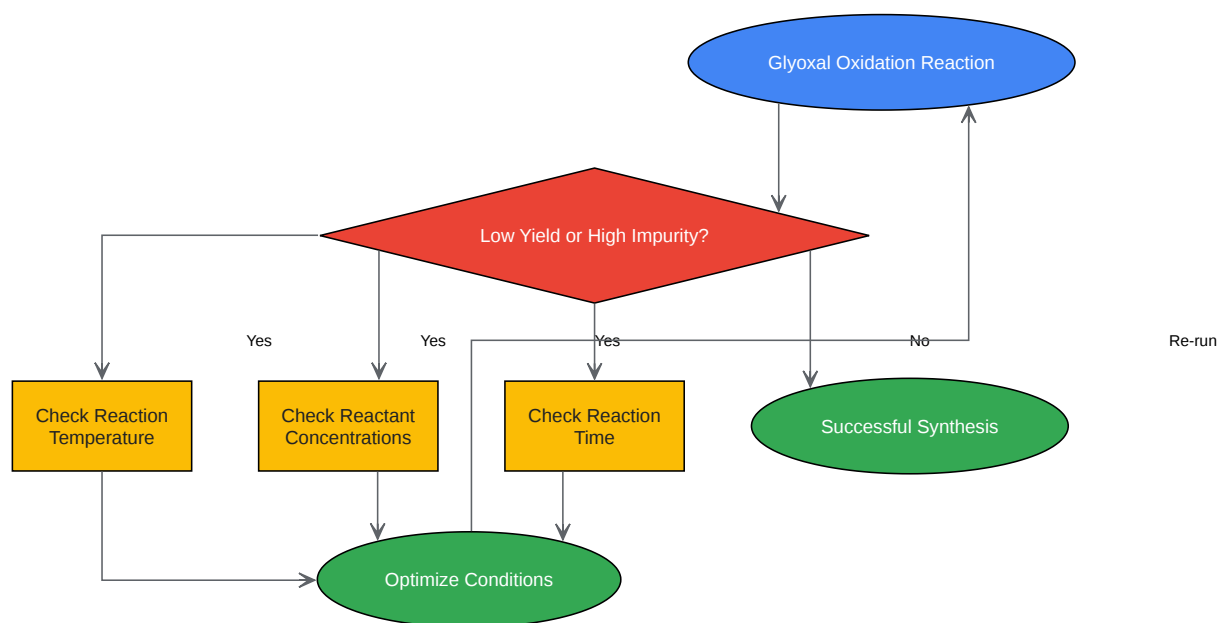 Glyoxal Oxidation Reaction
Low Yield or High Impurity?
Yes
Yes
Yes
No
Re-run
Check Reaction
Temperature
Check Reactant
Concentrations
Check Reaction
Time
Successful Synthesis
Optimize Conditions